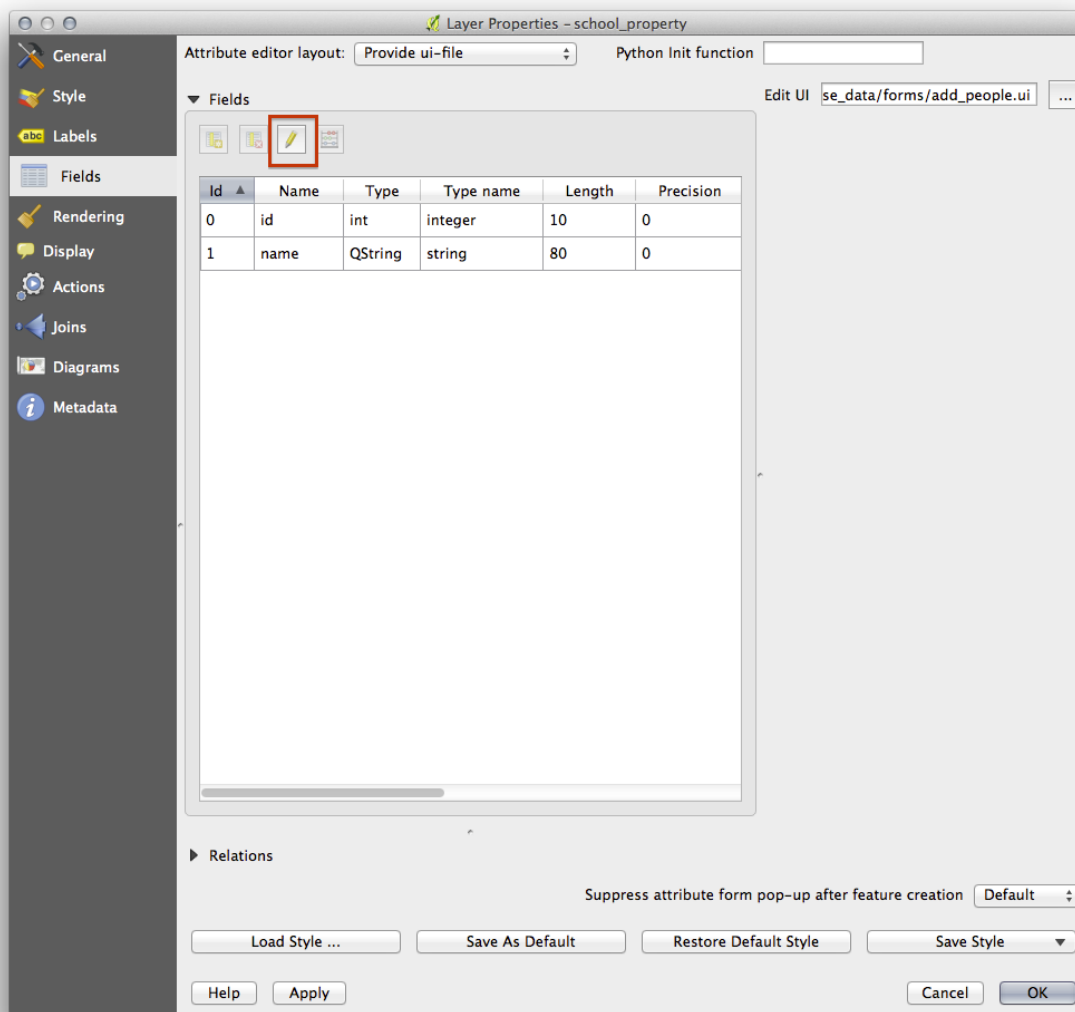 Layer Properties – school_property
General
Style
abc Labels
Fields
Rendering
Display
Actions
Joins
Diagrams
i Metadata
Attribute editor layout: Provide ui-file Python Init function
Fields
Edit UI se_data/forms/add_people.ui ...
Id Name Type Type name Length Precision
0 id int integer 10 0
1 name QString string 80 0
Relations
Suppress attribute form pop-up after feature creation Default
Load Style ... Save As Default Restore Default Style Save Style
Help Apply Cancel OK